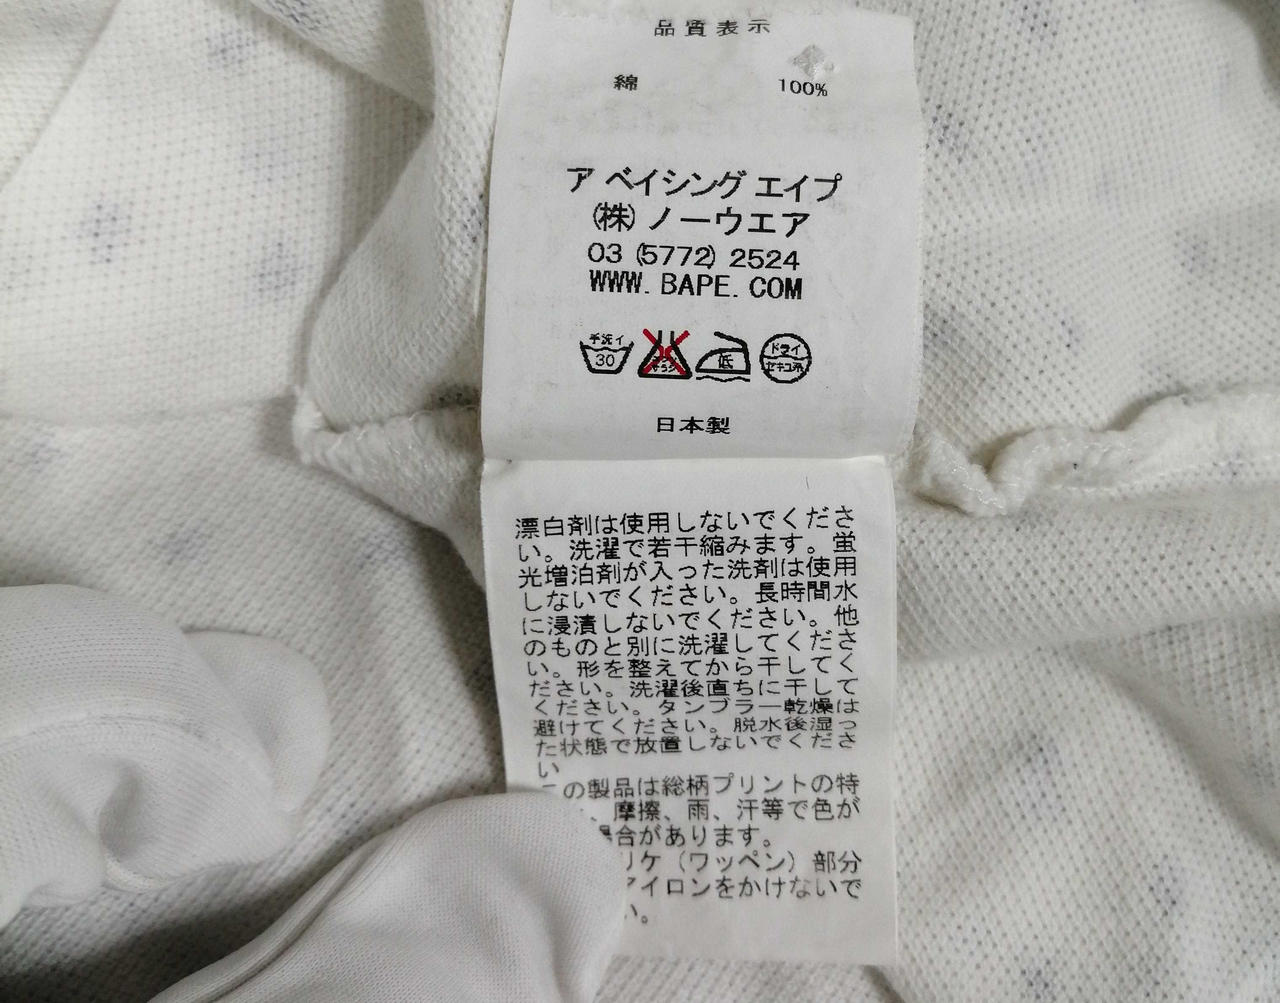 品質表示
綿 100%
ア ベイシング エイプ
(株) ノーウエア
03 (5772) 2524
WWW. BAPE. COM
手洗イ 30 低 ドライ セキユ系
日本製
漂白剤は使用しないでくださ
い。洗濯で若干縮みます。蛍
光増泊剤が入った洗剤は使用
しないでください。長時間水
に浸漬しないでください。他
のものと別に洗濯してくださ
い。形を整えてから干してく
ださい。洗濯後直ちに干して
ください。タンブラー乾燥は
避けてください。脱水後湿っ
た状態で放置しないでくださ
い
この製品は総柄プリントの特
、摩擦、雨、汗等で色が
場合があります。
リケ（ワッペン）部分
アイロンをかけないで
い。